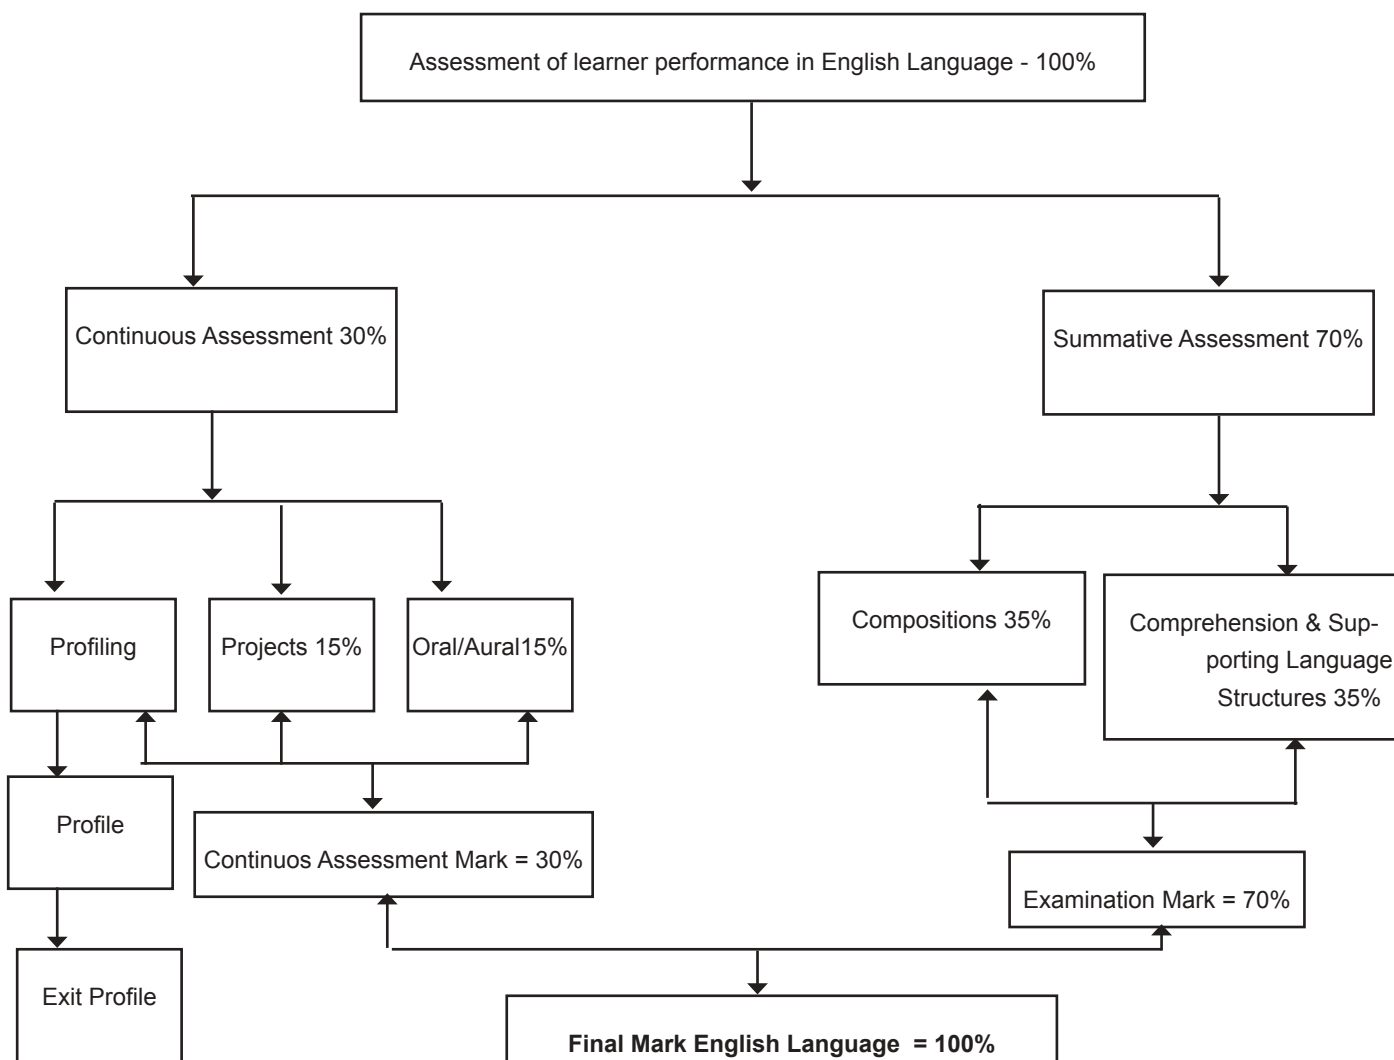 Assessment of learner performance in English Language - 100%
Continuous Assessment 30%
Summative Assessment 70%
Profiling
Projects 15%
Oral/Aural15%
Compositions 35%
Comprehension & Sup-
porting Language
Structures 35%
Profile
Continuos Assessment Mark = 30%
Examination Mark = 70%
Exit Profile
Final Mark English Language = 100%